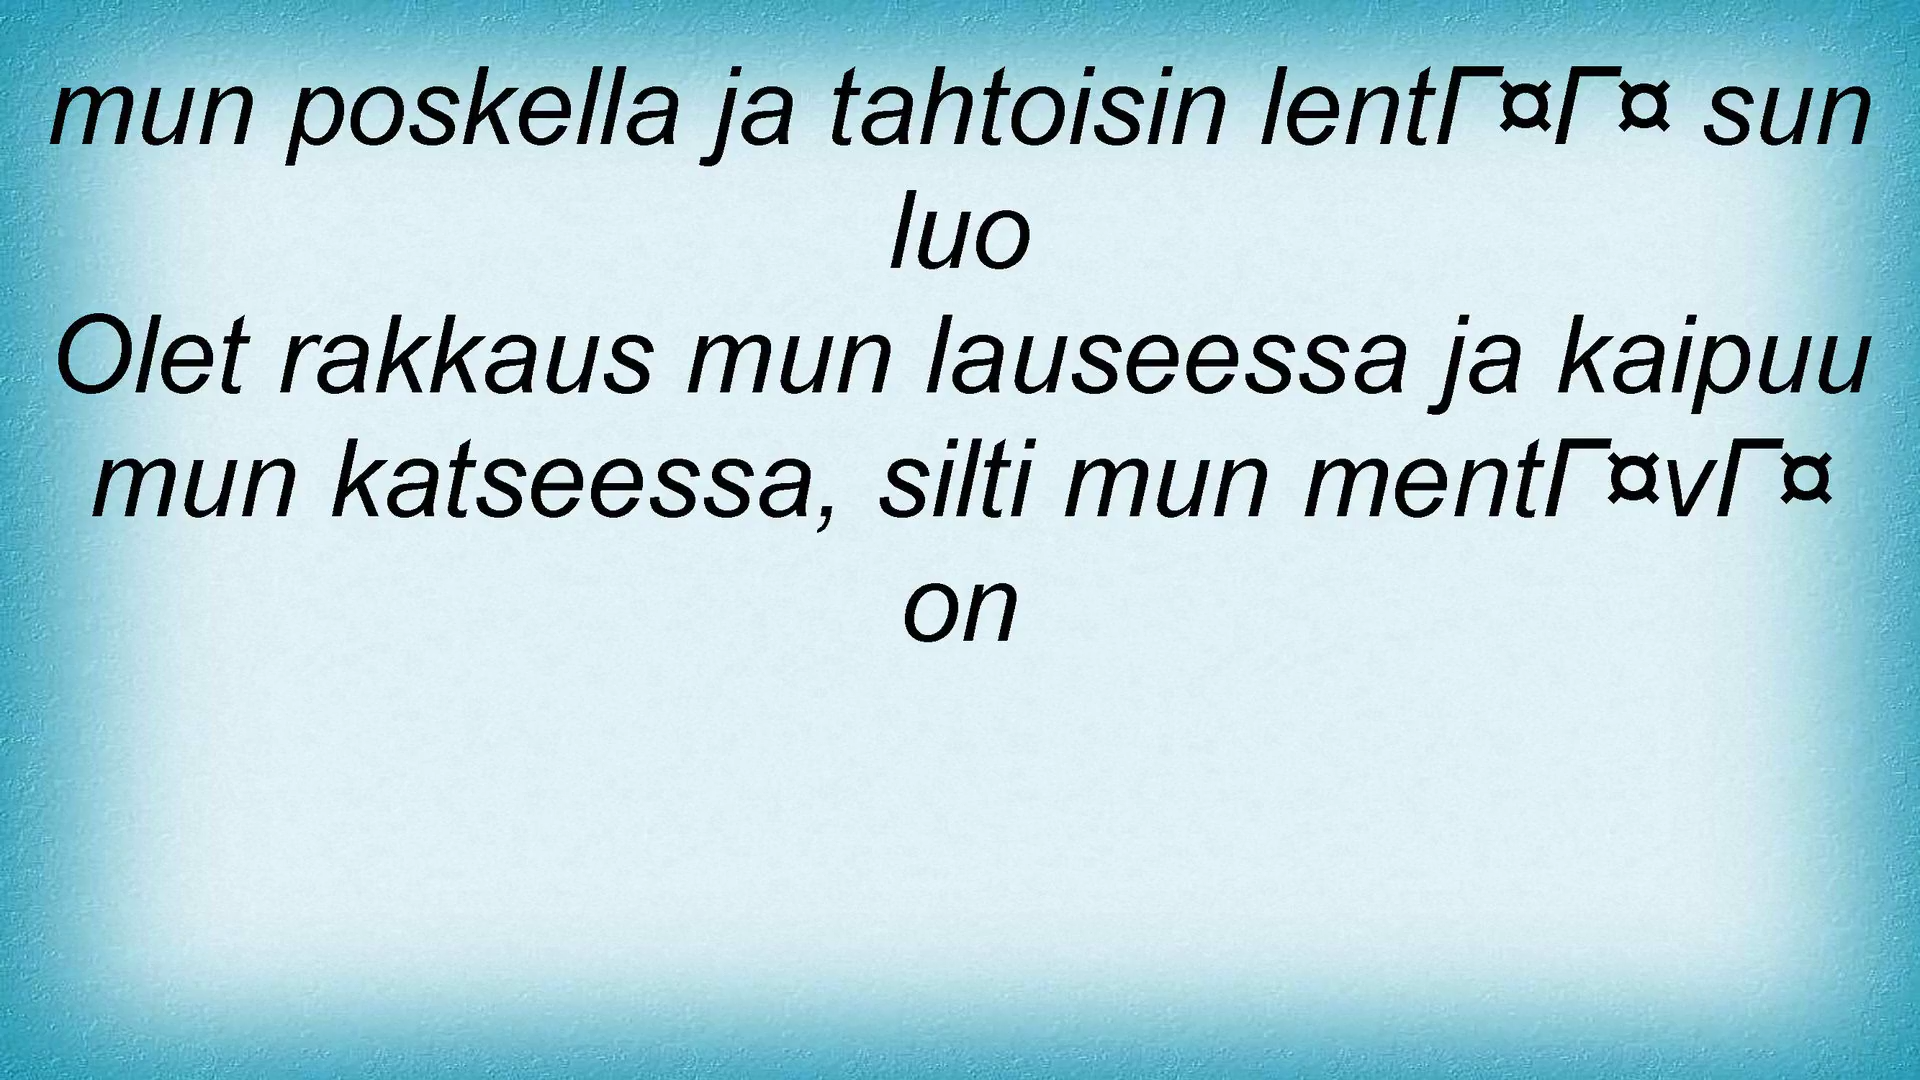 mun poskella ja tahtoisin lentΓ¤Γ¤ sun
luo
Olet rakkaus mun lauseessa ja kaipuu
mun katseessa, silti mun mentΓ¤vΓ¤
on